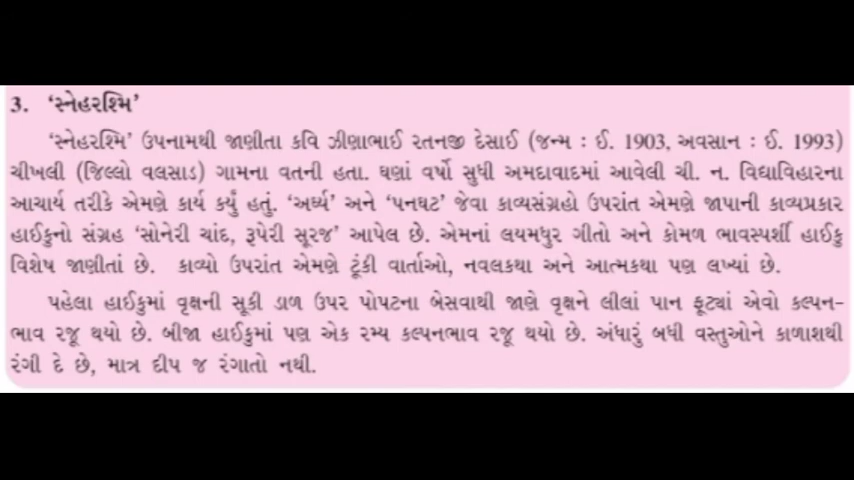 3. ‘સ્નેહરશ્મિ’
‘સ્નેહરશ્મિ’ ઉપનામથી જાણીતા કવિ ઝીણાભાઈ રતનજી દેસાઈ (જન્મ : ઈ. 1903, અવસાન : ઈ. 1993)
ચીખલી (જિલ્લો વલસાડ) ગામના વતની હતા. ઘણાં વર્ષો સુધી અમદાવાદમાં આવેલી ચી. ન. વિદ્યાવિહારના
આચાર્ય તરીકે એમણે કાર્ય કર્યું હતું. ‘અર્ઘ્ય’ અને ‘પનઘટ’ જેવા કાવ્યસંગ્રહો ઉપરાંત એમણે જાપાની કાવ્યપ્રકાર
હાઈકુનો સંગ્રહ ‘સોનેરી ચાંદ, રૂપેરી સૂરજ’ આપેલ છે. એમનાં લયમધુર ગીતો અને કોમળ ભાવસ્પર્શી હાઈકુ
વિશેષ જાણીતાં છે. કાવ્યો ઉપરાંત એમણે ટૂંકી વાર્તાઓ, નવલકથા અને આત્મકથા પણ લખ્યાં છે.
પહેલા હાઈકુમાં વૃક્ષની સૂકી ડાળ ઉપર પોપટના બેસવાથી જાણે વૃક્ષને લીલાં પાન ફૂટ્યાં એવો કલ્પન-
ભાવ રજૂ થયો છે. બીજા હાઈકુમાં પણ એક રમ્ય કલ્પનભાવ રજૂ થયો છે. અંધારું બધી વસ્તુઓને કાળાશથી
રંગી દે છે, માત્ર દીપ જ રંગાતો નથી.